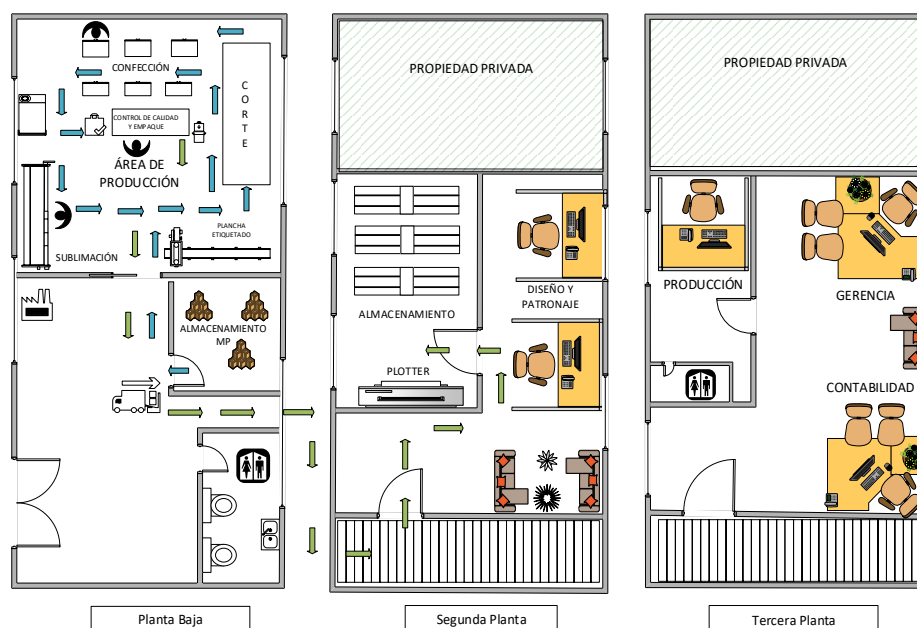 CONFECCIÓN
CORTE
CONTROL DE CALIDAD
Y EMPAQUE
ÁREA DE
PRODUCCIÓN
PLANCHA
ETIQUETADO
SUBLIMACIÓN
ALMACENAMIENTO
MP
Planta Baja
PROPIEDAD PRIVADA
DISEÑO Y
PATRONAJE
ALMACENAMIENTO
PLOTTER
Segunda Planta
PROPIEDAD PRIVADA
PRODUCCIÓN
GERENCIA
CONTABILIDAD
Tercera Planta